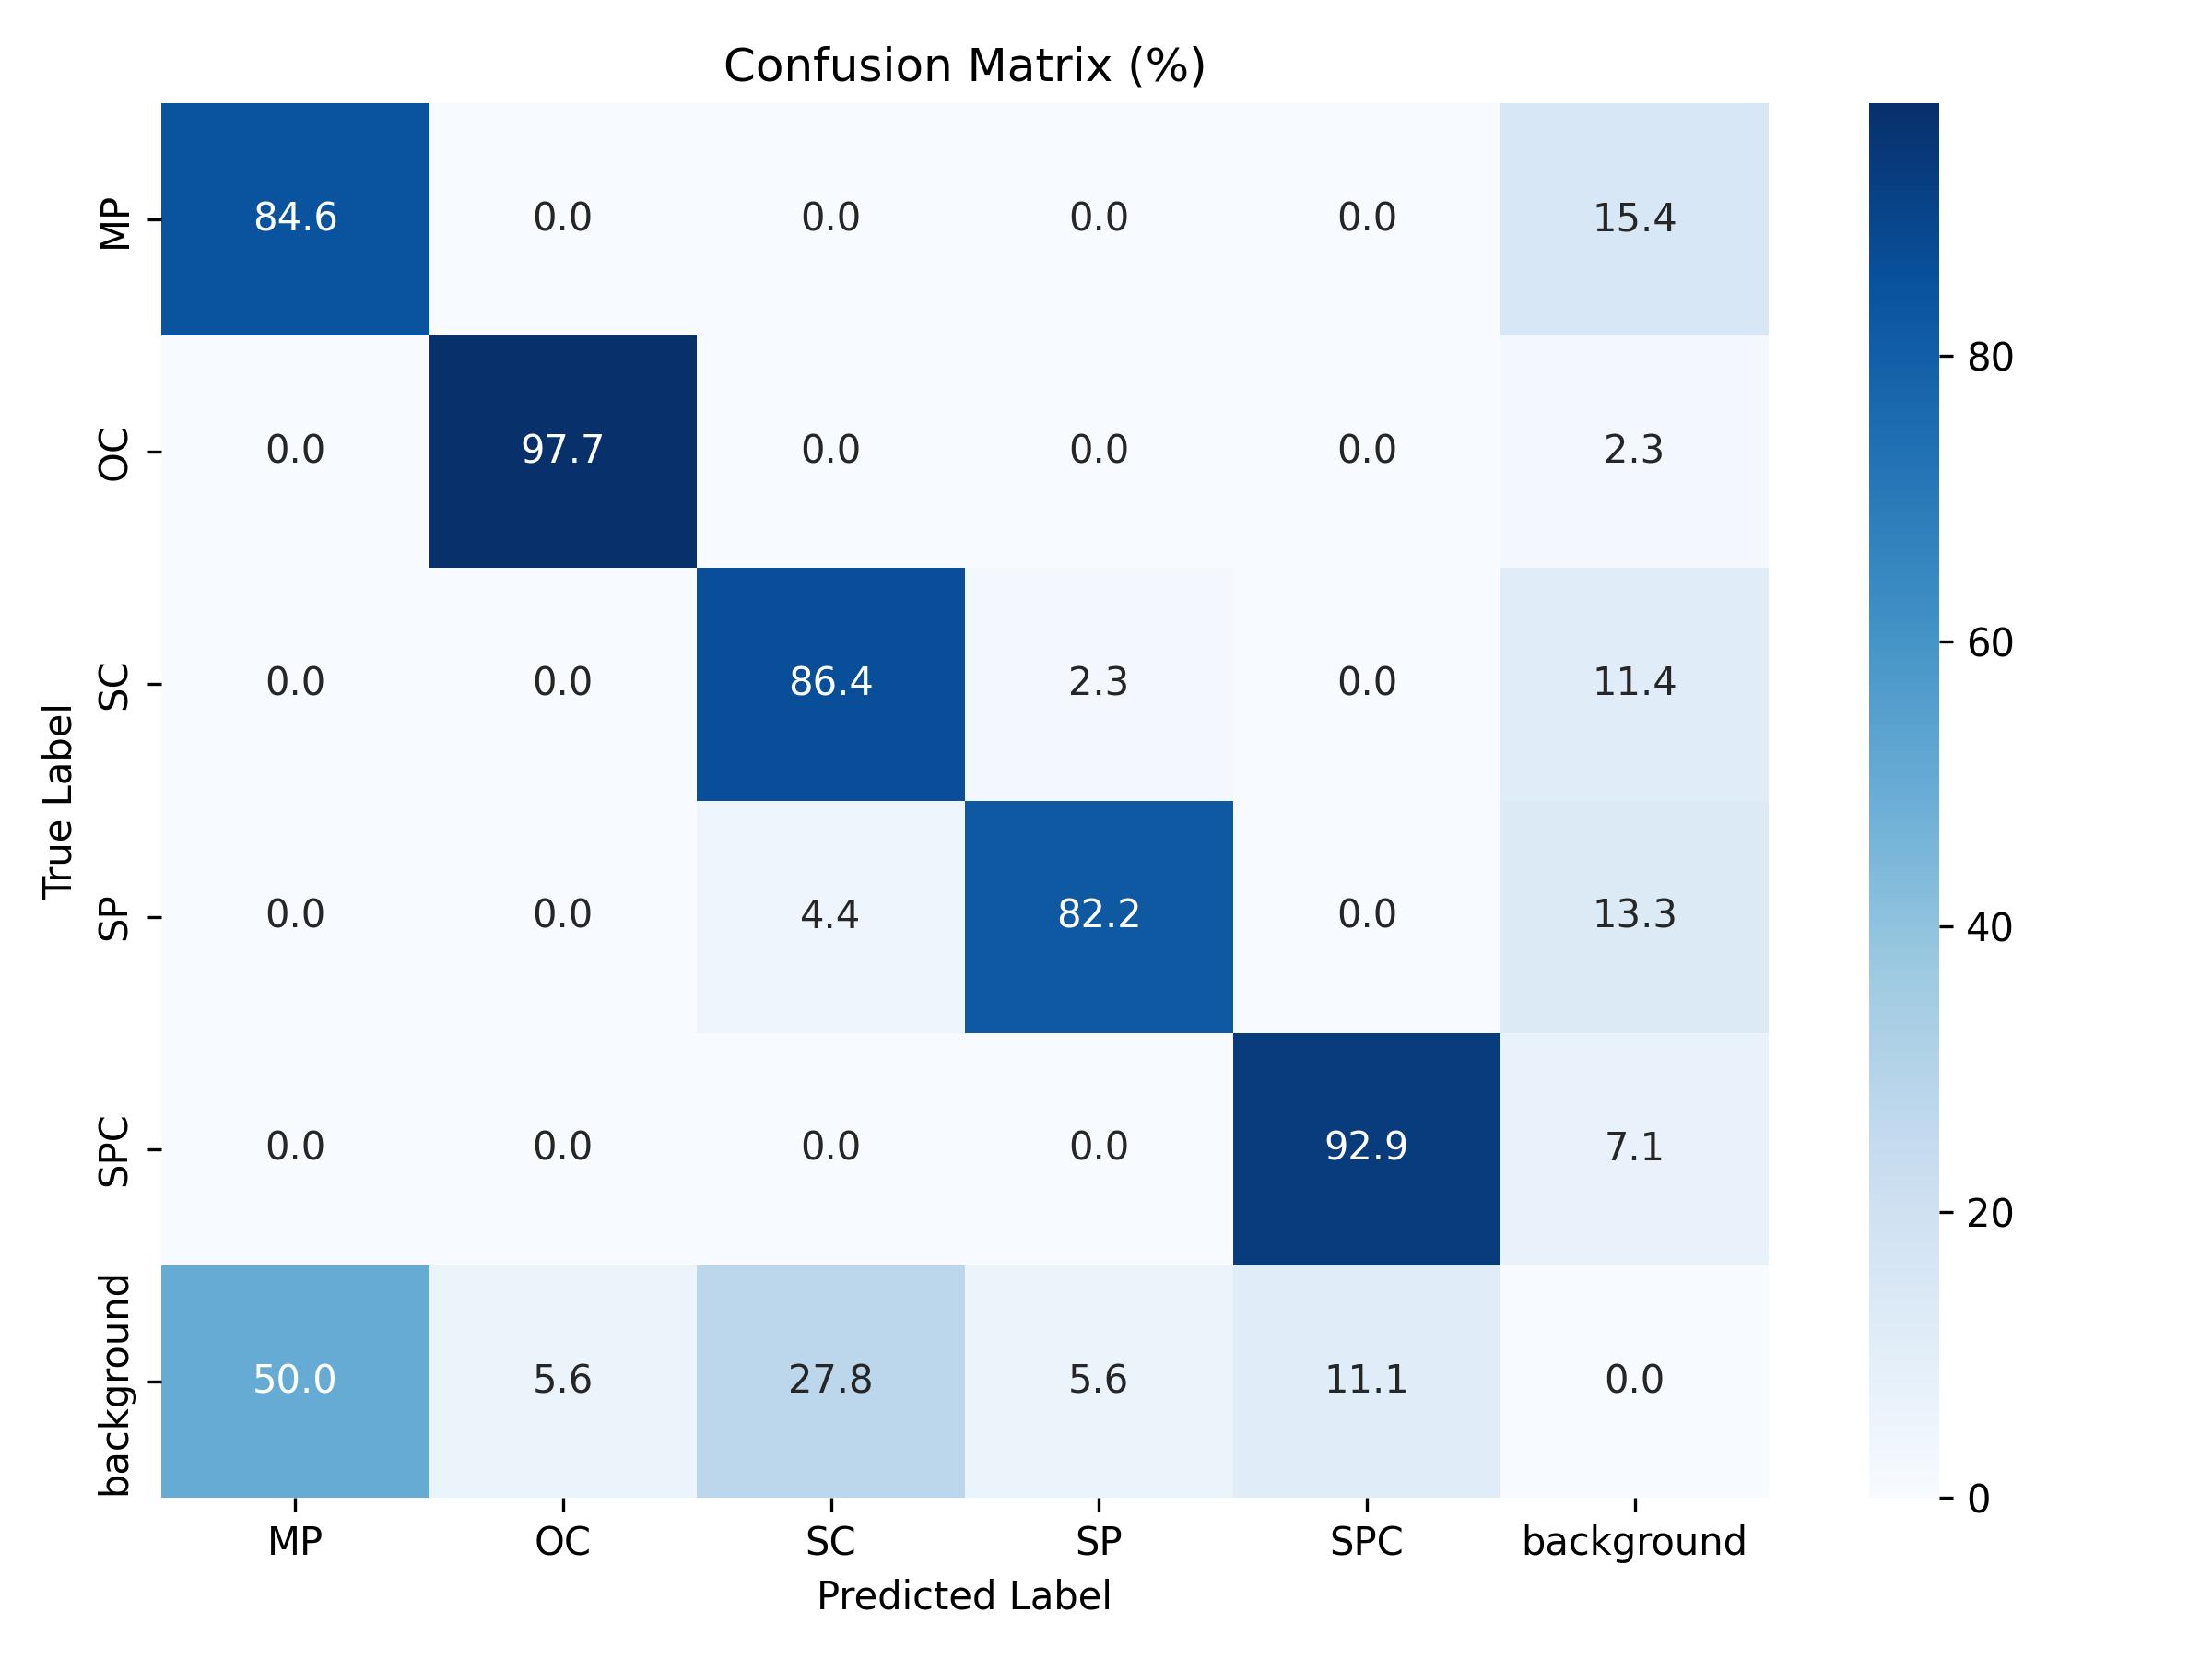 Confusion Matrix (%)
MP 84.6 0.0 0.0 0.0 0.0 15.4
OC 0.0 97.7 0.0 0.0 0.0 2.3
SC 0.0 0.0 86.4 2.3 0.0 11.4
SP 0.0 0.0 4.4 82.2 0.0 13.3
SPC 0.0 0.0 0.0 0.0 92.9 7.1
background 50.0 5.6 27.8 5.6 11.1 0.0
MP OC SC SP SPC background
Predicted Label
True Label
80
60
40
20
0